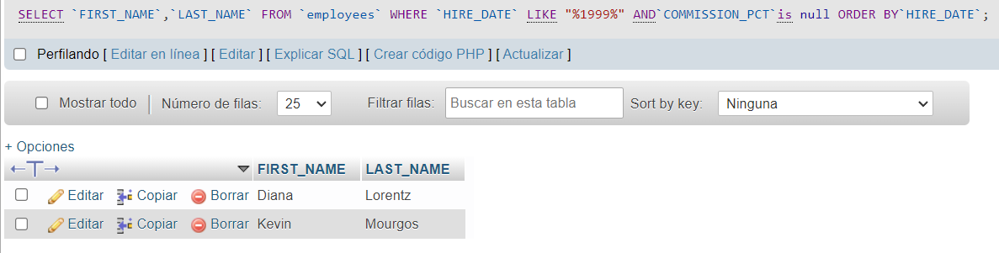 SELECT `FIRST_NAME`,`LAST_NAME` FROM `employees` WHERE `HIRE_DATE` LIKE "%1999%" AND`COMMISSION_PCT`is null ORDER BY`HIRE_DATE`;
Perfilando [ Editar en línea ] [ Editar ] [ Explicar SQL ] [ Crear código PHP ] [ Actualizar ]
Mostrar todo | Número de filas: 25 Filtrar filas: Buscar en esta tabla Sort by key: Ninguna
+ Opciones
←T→ FIRST_NAME LAST_NAME
Editar Copiar Borrar Diana Lorentz
Editar Copiar Borrar Kevin Mourgos